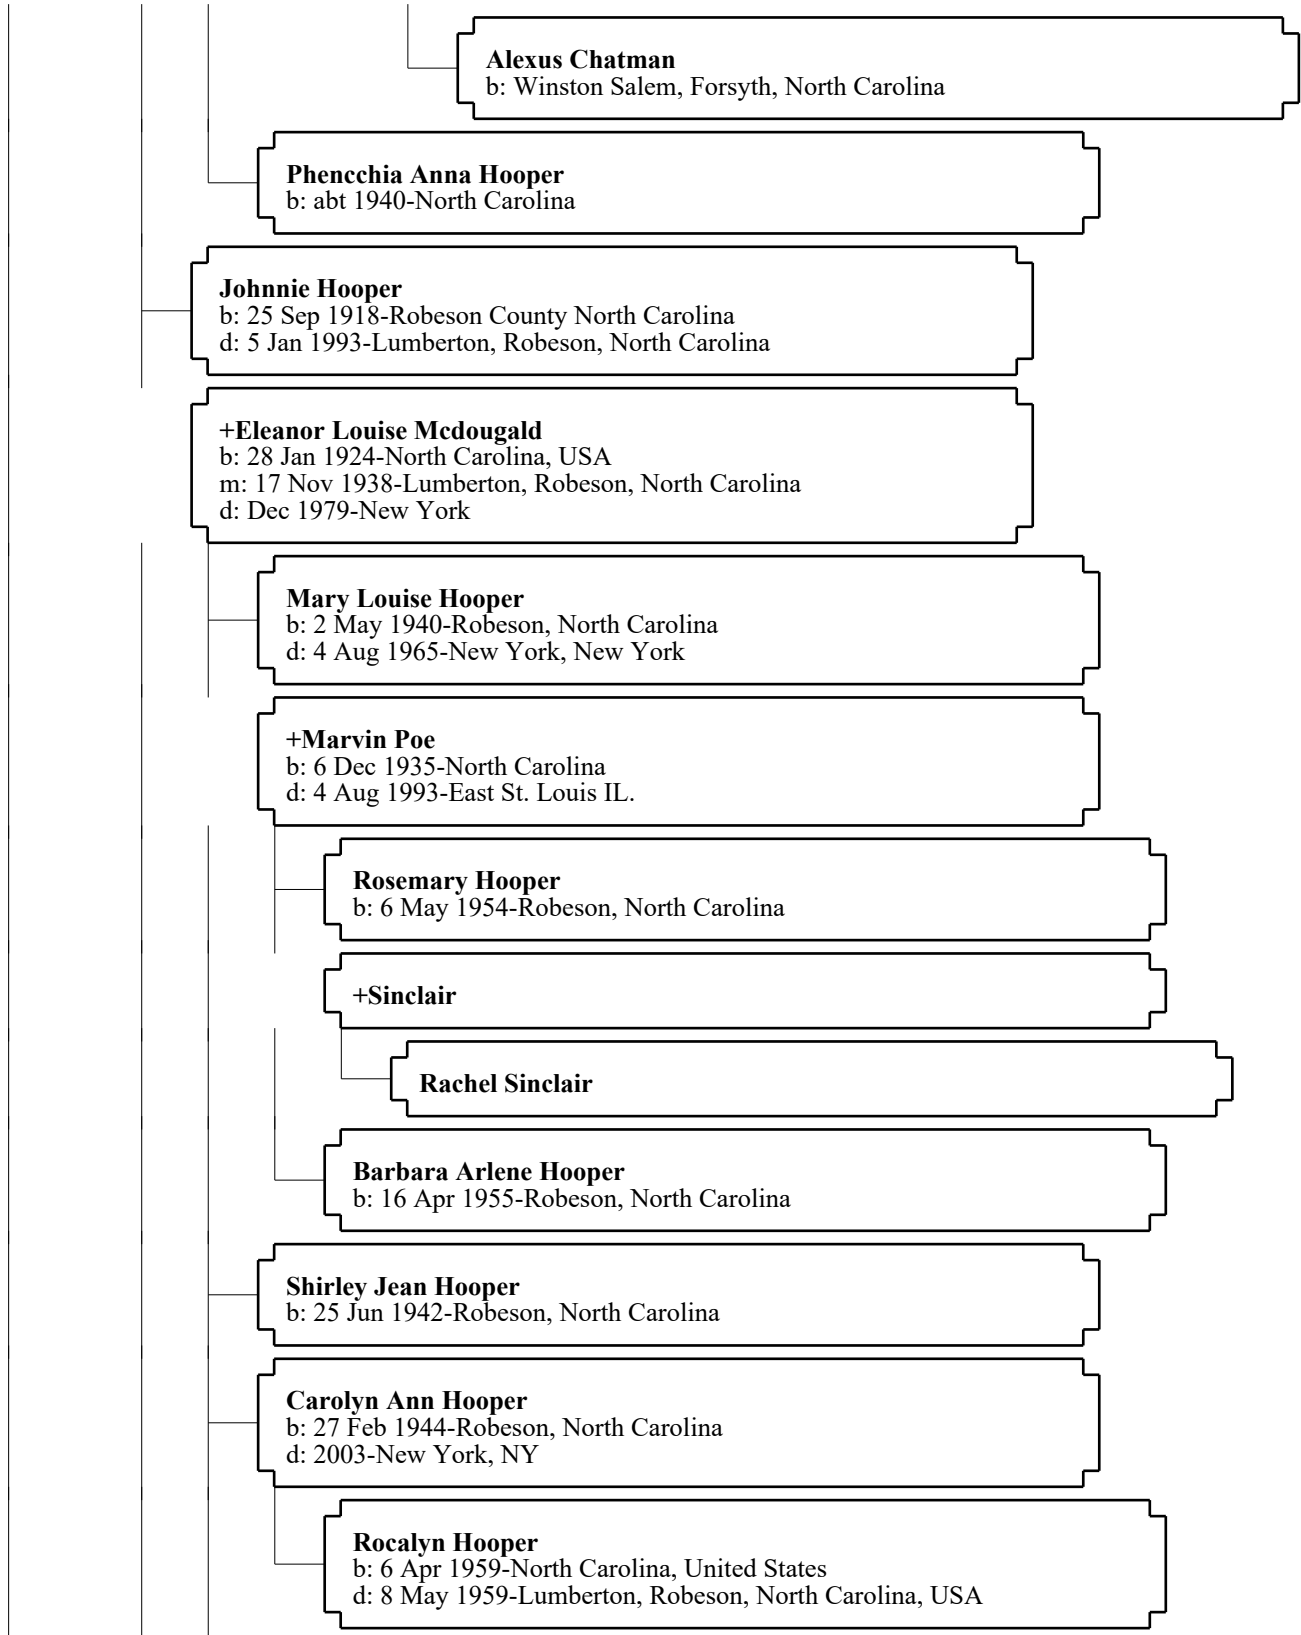 Alexus Chatman
b: Winston Salem, Forsyth, North Carolina
Phencchia Anna Hooper
b: abt 1940-North Carolina
Johnnie Hooper
b: 25 Sep 1918-Robeson County North Carolina
d: 5 Jan 1993-Lumberton, Robeson, North Carolina
+Eleanor Louise Mcdougald
b: 28 Jan 1924-North Carolina, USA
m: 17 Nov 1938-Lumberton, Robeson, North Carolina
d: Dec 1979-New York
Mary Louise Hooper
b: 2 May 1940-Robeson, North Carolina
d: 4 Aug 1965-New York, New York
+Marvin Poe
b: 6 Dec 1935-North Carolina
d: 4 Aug 1993-East St. Louis IL.
Rosemary Hooper
b: 6 May 1954-Robeson, North Carolina
+Sinclair
Rachel Sinclair
Barbara Arlene Hooper
b: 16 Apr 1955-Robeson, North Carolina
Shirley Jean Hooper
b: 25 Jun 1942-Robeson, North Carolina
Carolyn Ann Hooper
b: 27 Feb 1944-Robeson, North Carolina
d: 2003-New York, NY
Rocalyn Hooper
b: 6 Apr 1959-North Carolina, United States
d: 8 May 1959-Lumberton, Robeson, North Carolina, USA